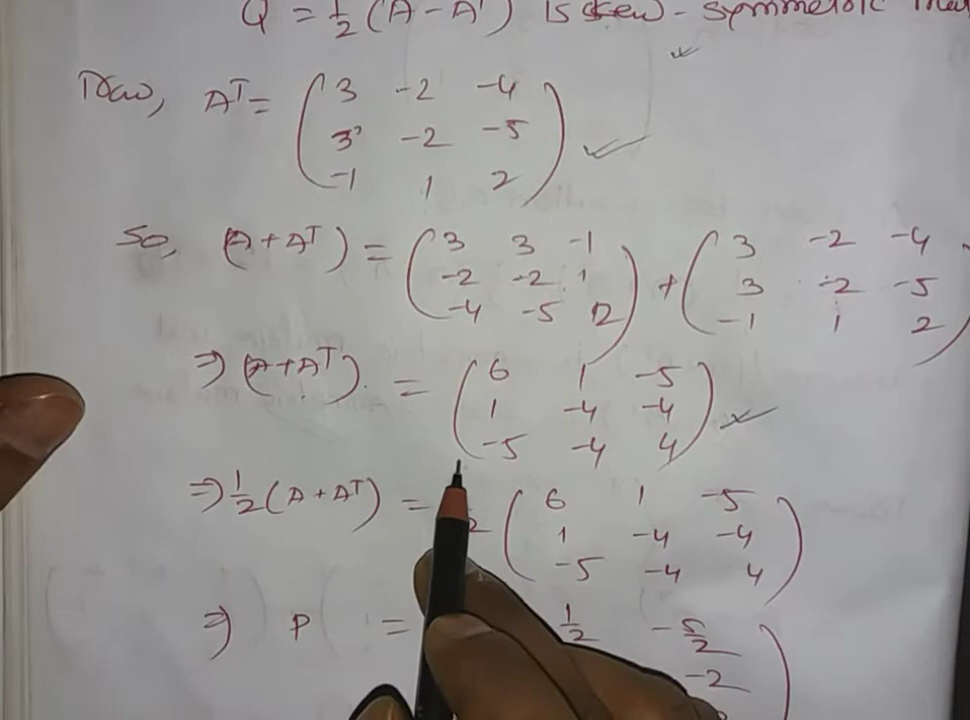 Q = 1/2 (A - A') is skew-symmetric
Now, A^T = ( 3 -2 -4
3 -2 -5
-1 1 2 )
So, (A + A^T) = ( 3 3 -1 ) + ( 3 -2 -4
-2 -2 1 3 -2 -5
-4 -5 2 -1 1 2 )
⇒ (A + A^T) = ( 6 1 -5
1 -4 -4
-5 -4 4 )
⇒ 1/2 (A + A^T) = ( 6 1 -5
1 -4 -4
-5 -4 4 )
⇒ P = 1/2 -5/2
-2